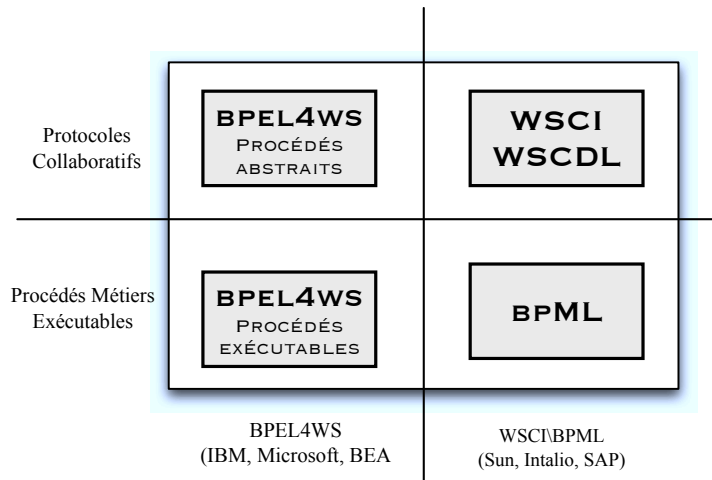 Protocoles
Collaboratifs
BPEL4WS
PROCÉDÉS
ABSTRAITS
WSCI
WSCDL
Procédés Métiers
Exécutables
BPEL4WS
PROCÉDÉS
EXÉCUTABLES
BPML
BPEL4WS
(IBM, Microsoft, BEA
WSCI\BPML
(Sun, Intalio, SAP)